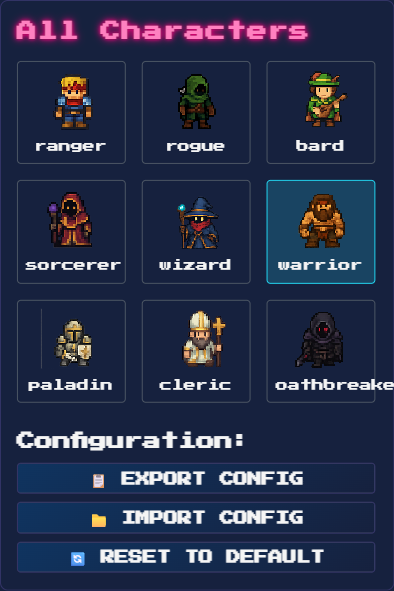 All Characters
ranger rogue bard
sorcerer wizard warrior
paladin cleric oathbreake
Configuration:
EXPORT CONFIG
IMPORT CONFIG
RESET TO DEFAULT